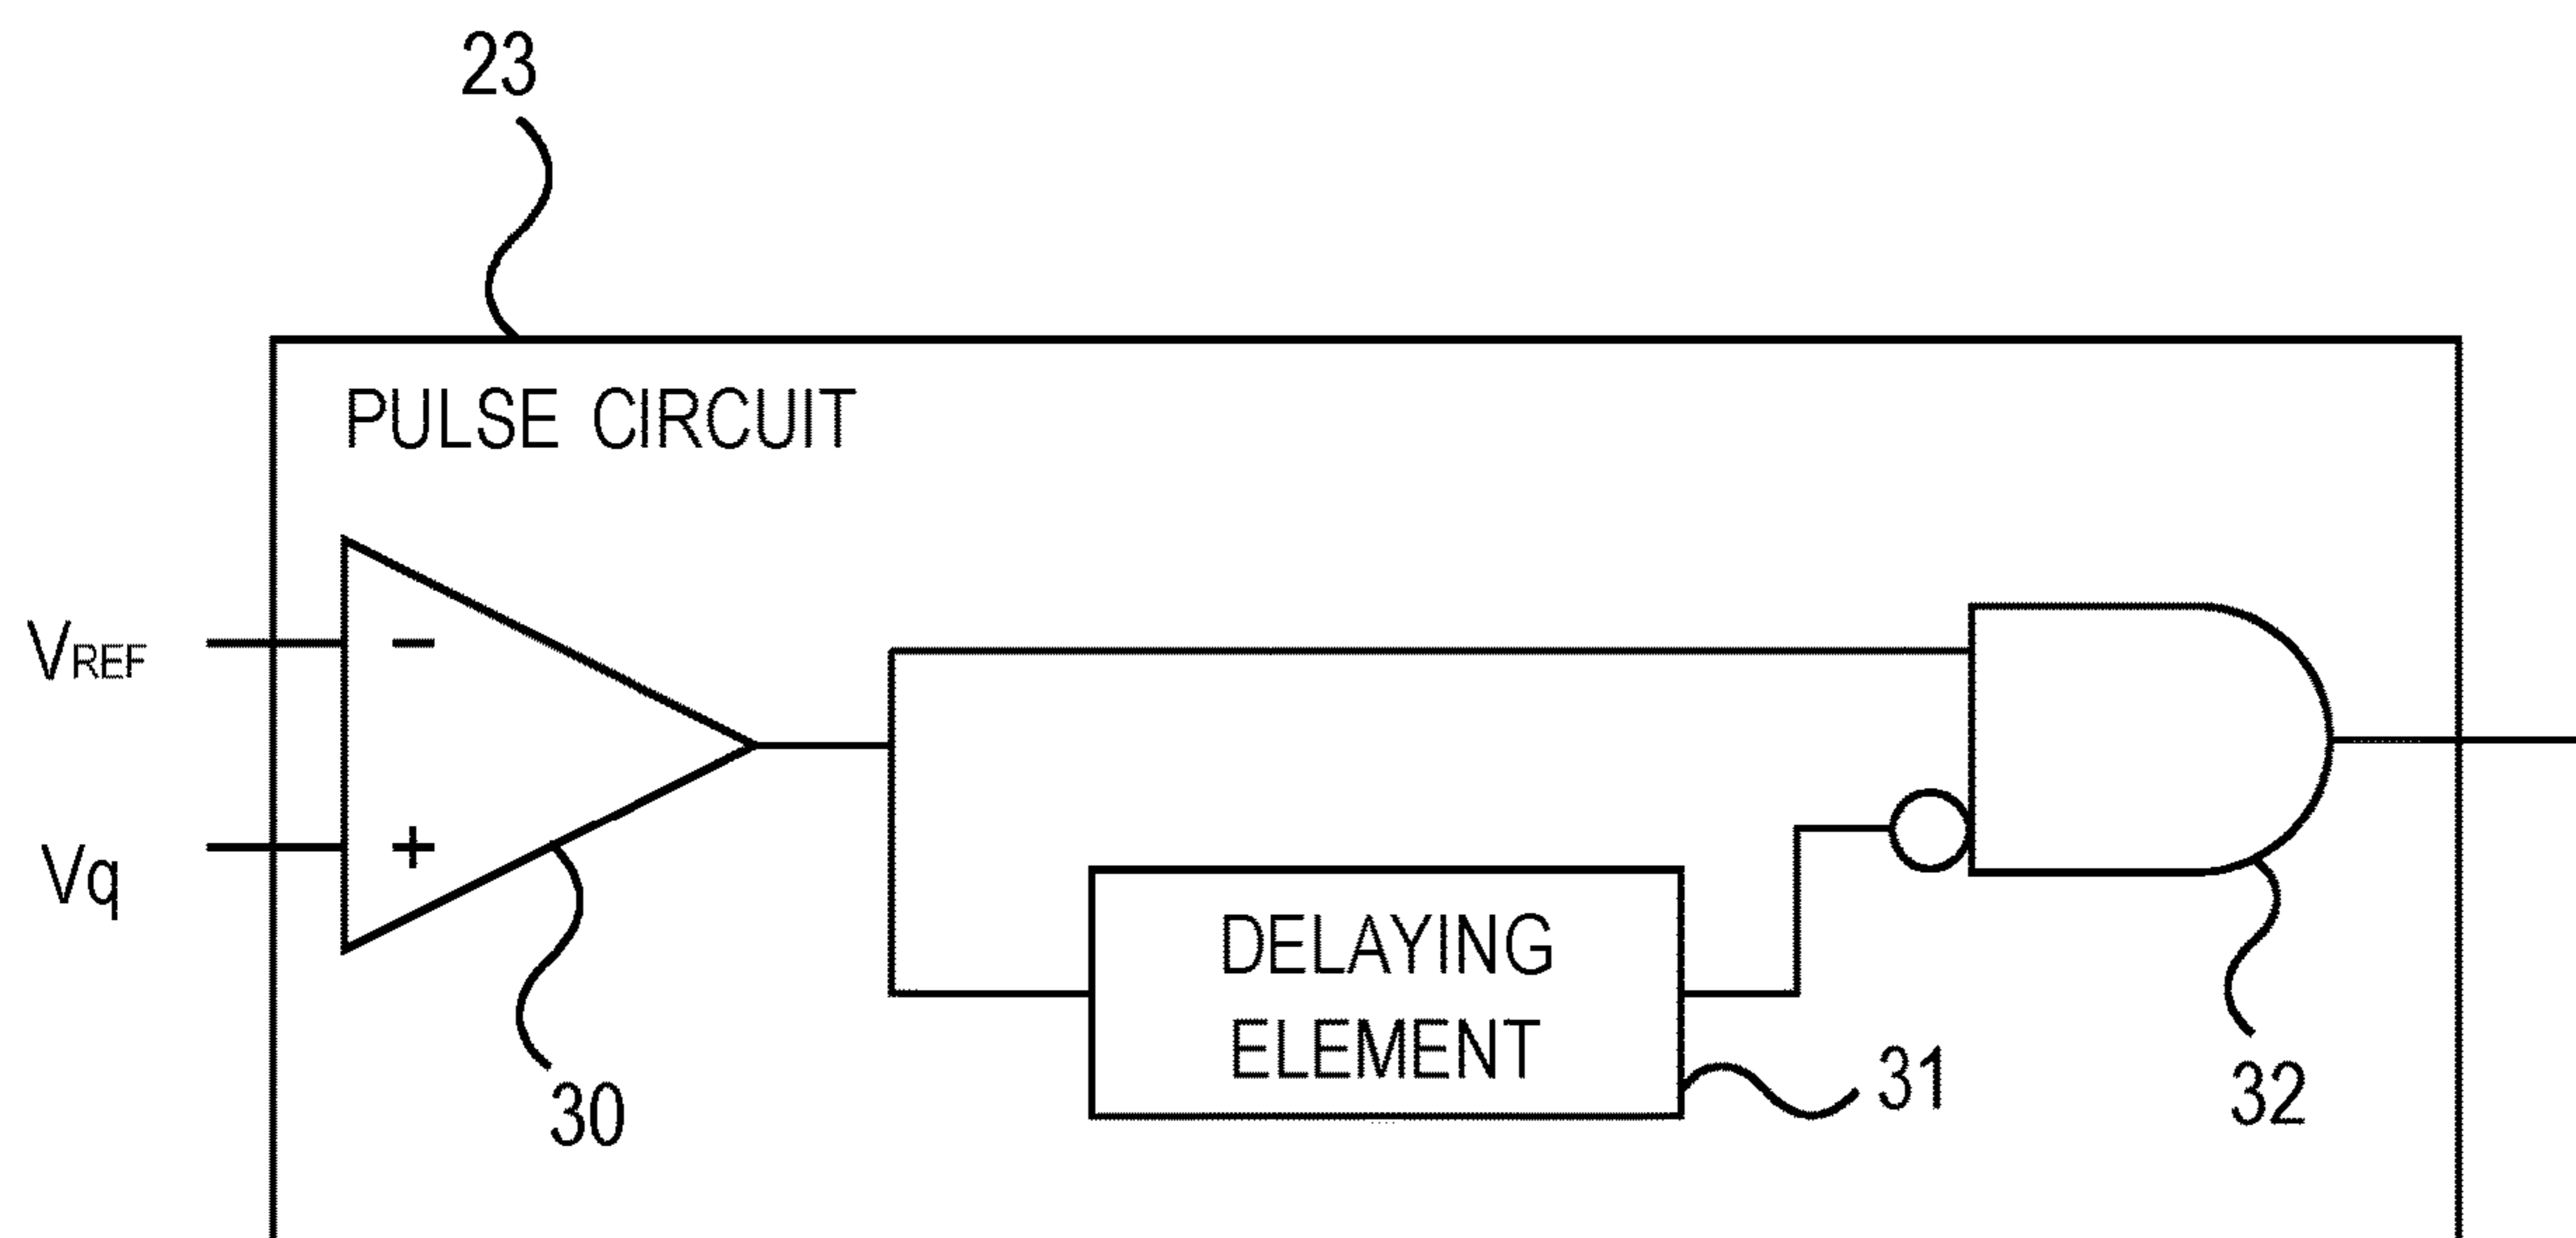 23
PULSE CIRCUIT
VREF
−
Vq
+
DELAYING
ELEMENT
30
31
32